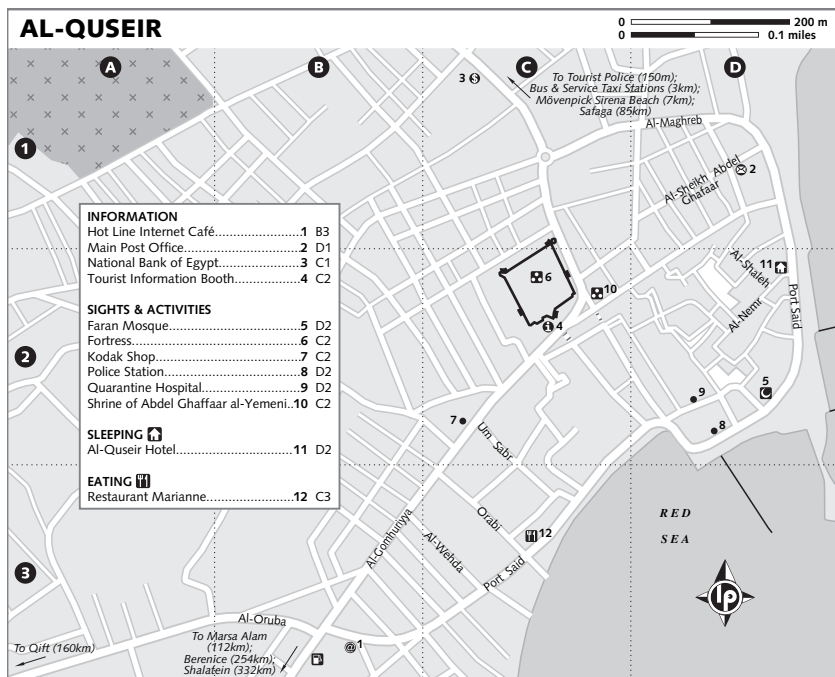 AL-QUSEIR
0 200 m
0 0.1 miles
A
B
C
D
1
2
3
3
To Tourist Police (150m);
Bus & Service Taxi Stations (3km);
Mövenpick Sirena Beach (7km);
Safaga (85km)
Al-Maghreb
Al-Sheikh Abdel
Ghafaar
2
INFORMATION
Hot Line Internet Café..............................1 B3
Main Post Office.........................2 D1
National Bank of Egypt...................3 C1
Tourist Information Booth................4 C2
SIGHTS & ACTIVITIES
Faran Mosque.............................5 D2
Fortress.................................6 C2
Kodak Shop...............................7 C2
Police Station...........................8 D2
Quarantine Hospital......................9 D2
Shrine of Abdel Ghaffaar al-Yemeni..10 C2
SLEEPING
Al-Quseir Hotel..........................11 D2
EATING
Restaurant Marianne......................12 C3
6
10
4
11
Al-Shaleh
Al-Nemr
Port Said
9
5
8
7
Um Sabr
Orabi
12
Al-Gomhuriyya
Al-Wehda
Port Said
RED
SEA
lp
Al-Oruba
To Qift (160km)
To Marsa Alam
(112km);
Berenice (254km);
Shalatein (332km)
@1